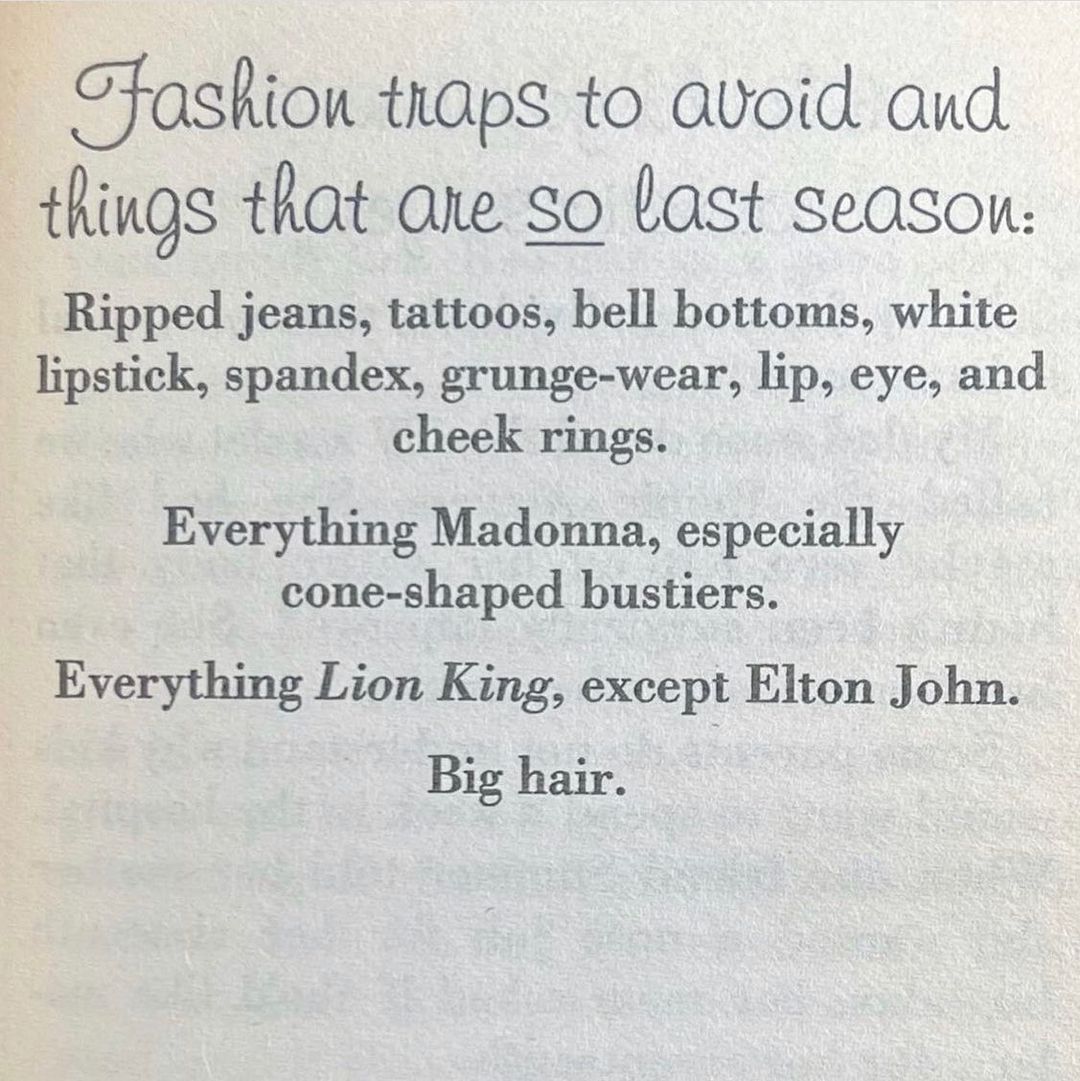 Fashion traps to avoid and
things that are so last season:
Ripped jeans, tattoos, bell bottoms, white
lipstick, spandex, grunge-wear, lip, eye, and
cheek rings.
Everything Madonna, especially
cone-shaped bustiers.
Everything Lion King, except Elton John.
Big hair.